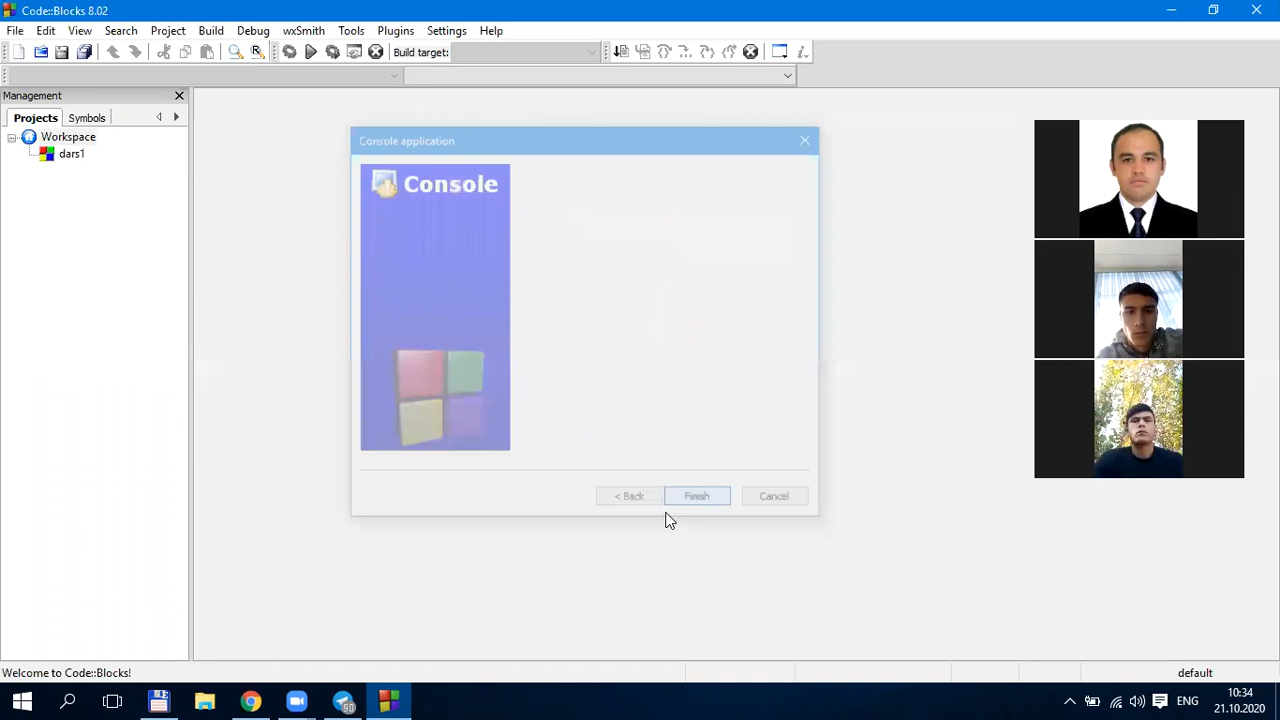 Code::Blocks 8.02
File Edit View Search Project Build Debug wxSmith Tools Plugins Settings Help
Build target:
Management
Projects Symbols
Workspace
dars1
Console application
Console
< Back Finish Cancel
Welcome to Code::Blocks! default
90
ENG
10:34
21.10.2020